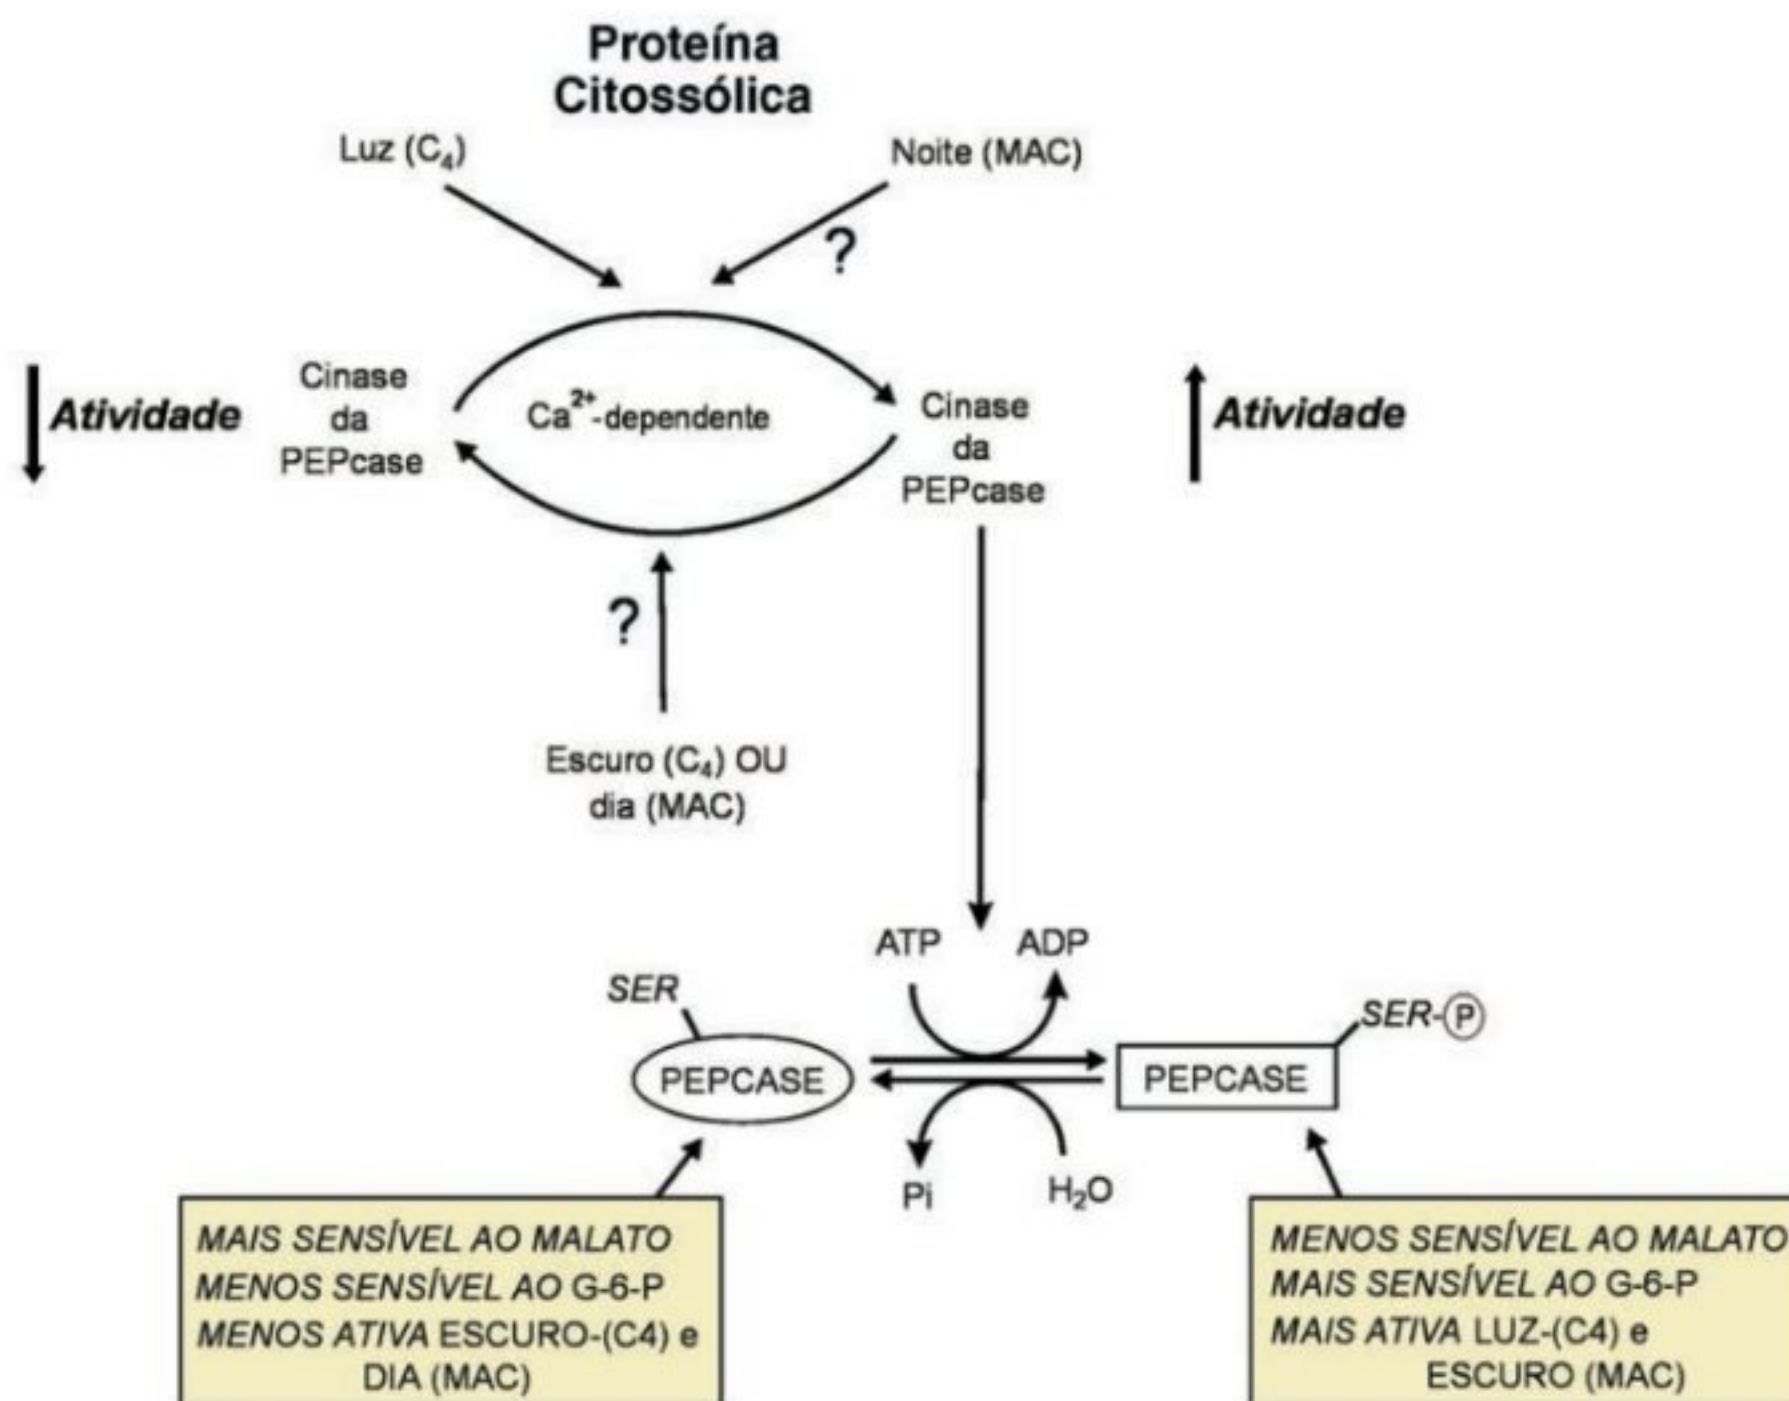 Proteína
Citossólica
Luz (C₄)
Noite (MAC)
?
Atividade
Cinase
da
PEPcase
Ca²⁺-dependente
Cinase
da
PEPcase
Atividade
?
Escuro (C₄) OU
dia (MAC)
ATP
ADP
SER
SER-P
PEPCASE
PEPCASE
Pi
H₂O
MAIS SENSÍVEL AO MALATO
MENOS SENSÍVEL AO G-6-P
MENOS ATIVA ESCURO-(C4) e
DIA (MAC)
MENOS SENSÍVEL AO MALATO
MAIS SENSÍVEL AO G-6-P
MAIS ATIVA LUZ-(C4) e
ESCURO (MAC)